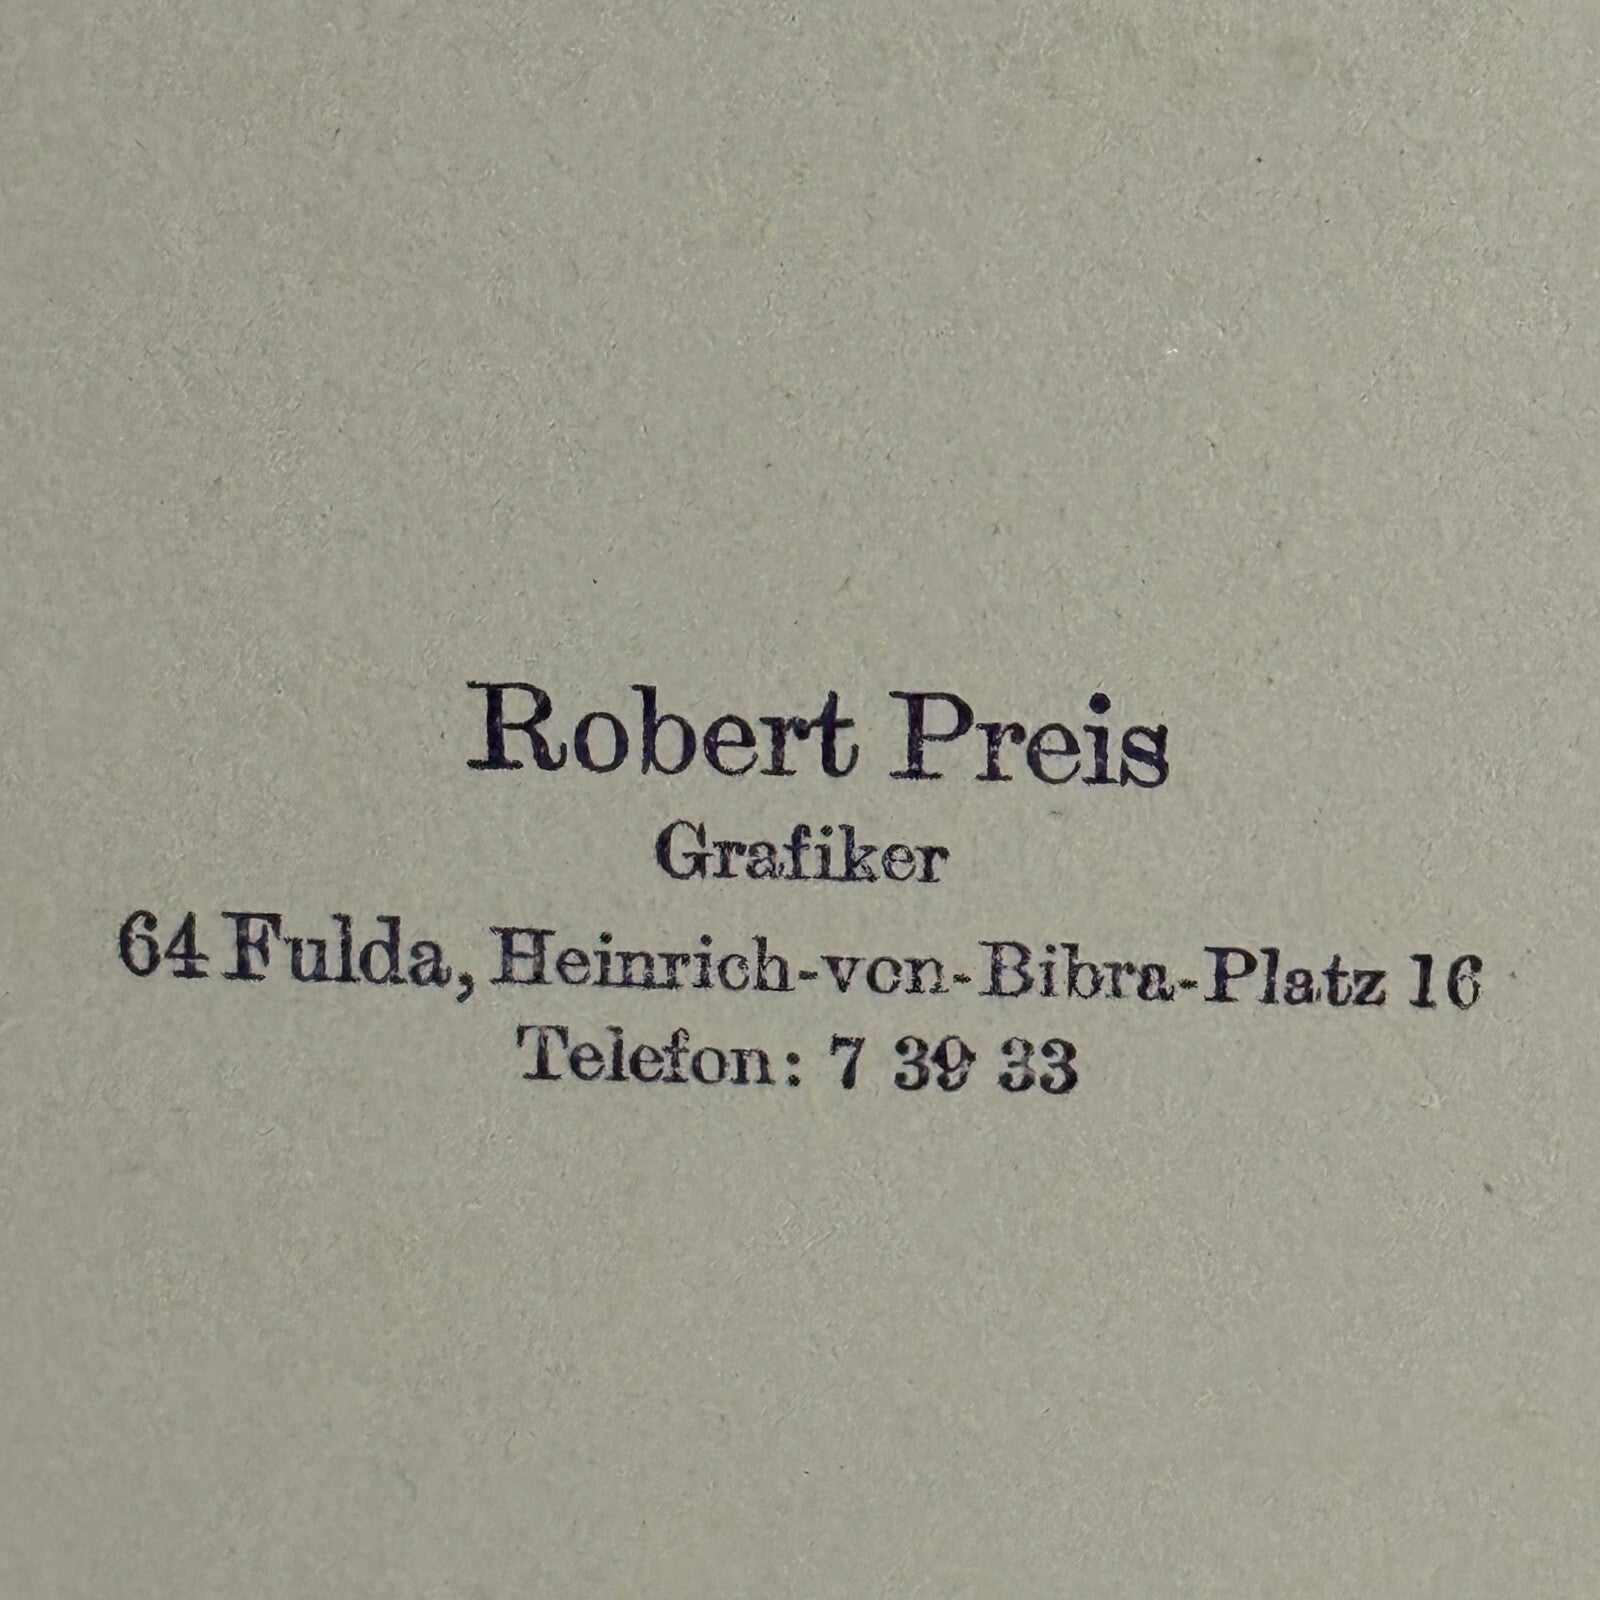 Robert Preis
Grafiker
64 Fulda, Heinrich-von-Bibra-Platz 16
Telefon: 7 39 33